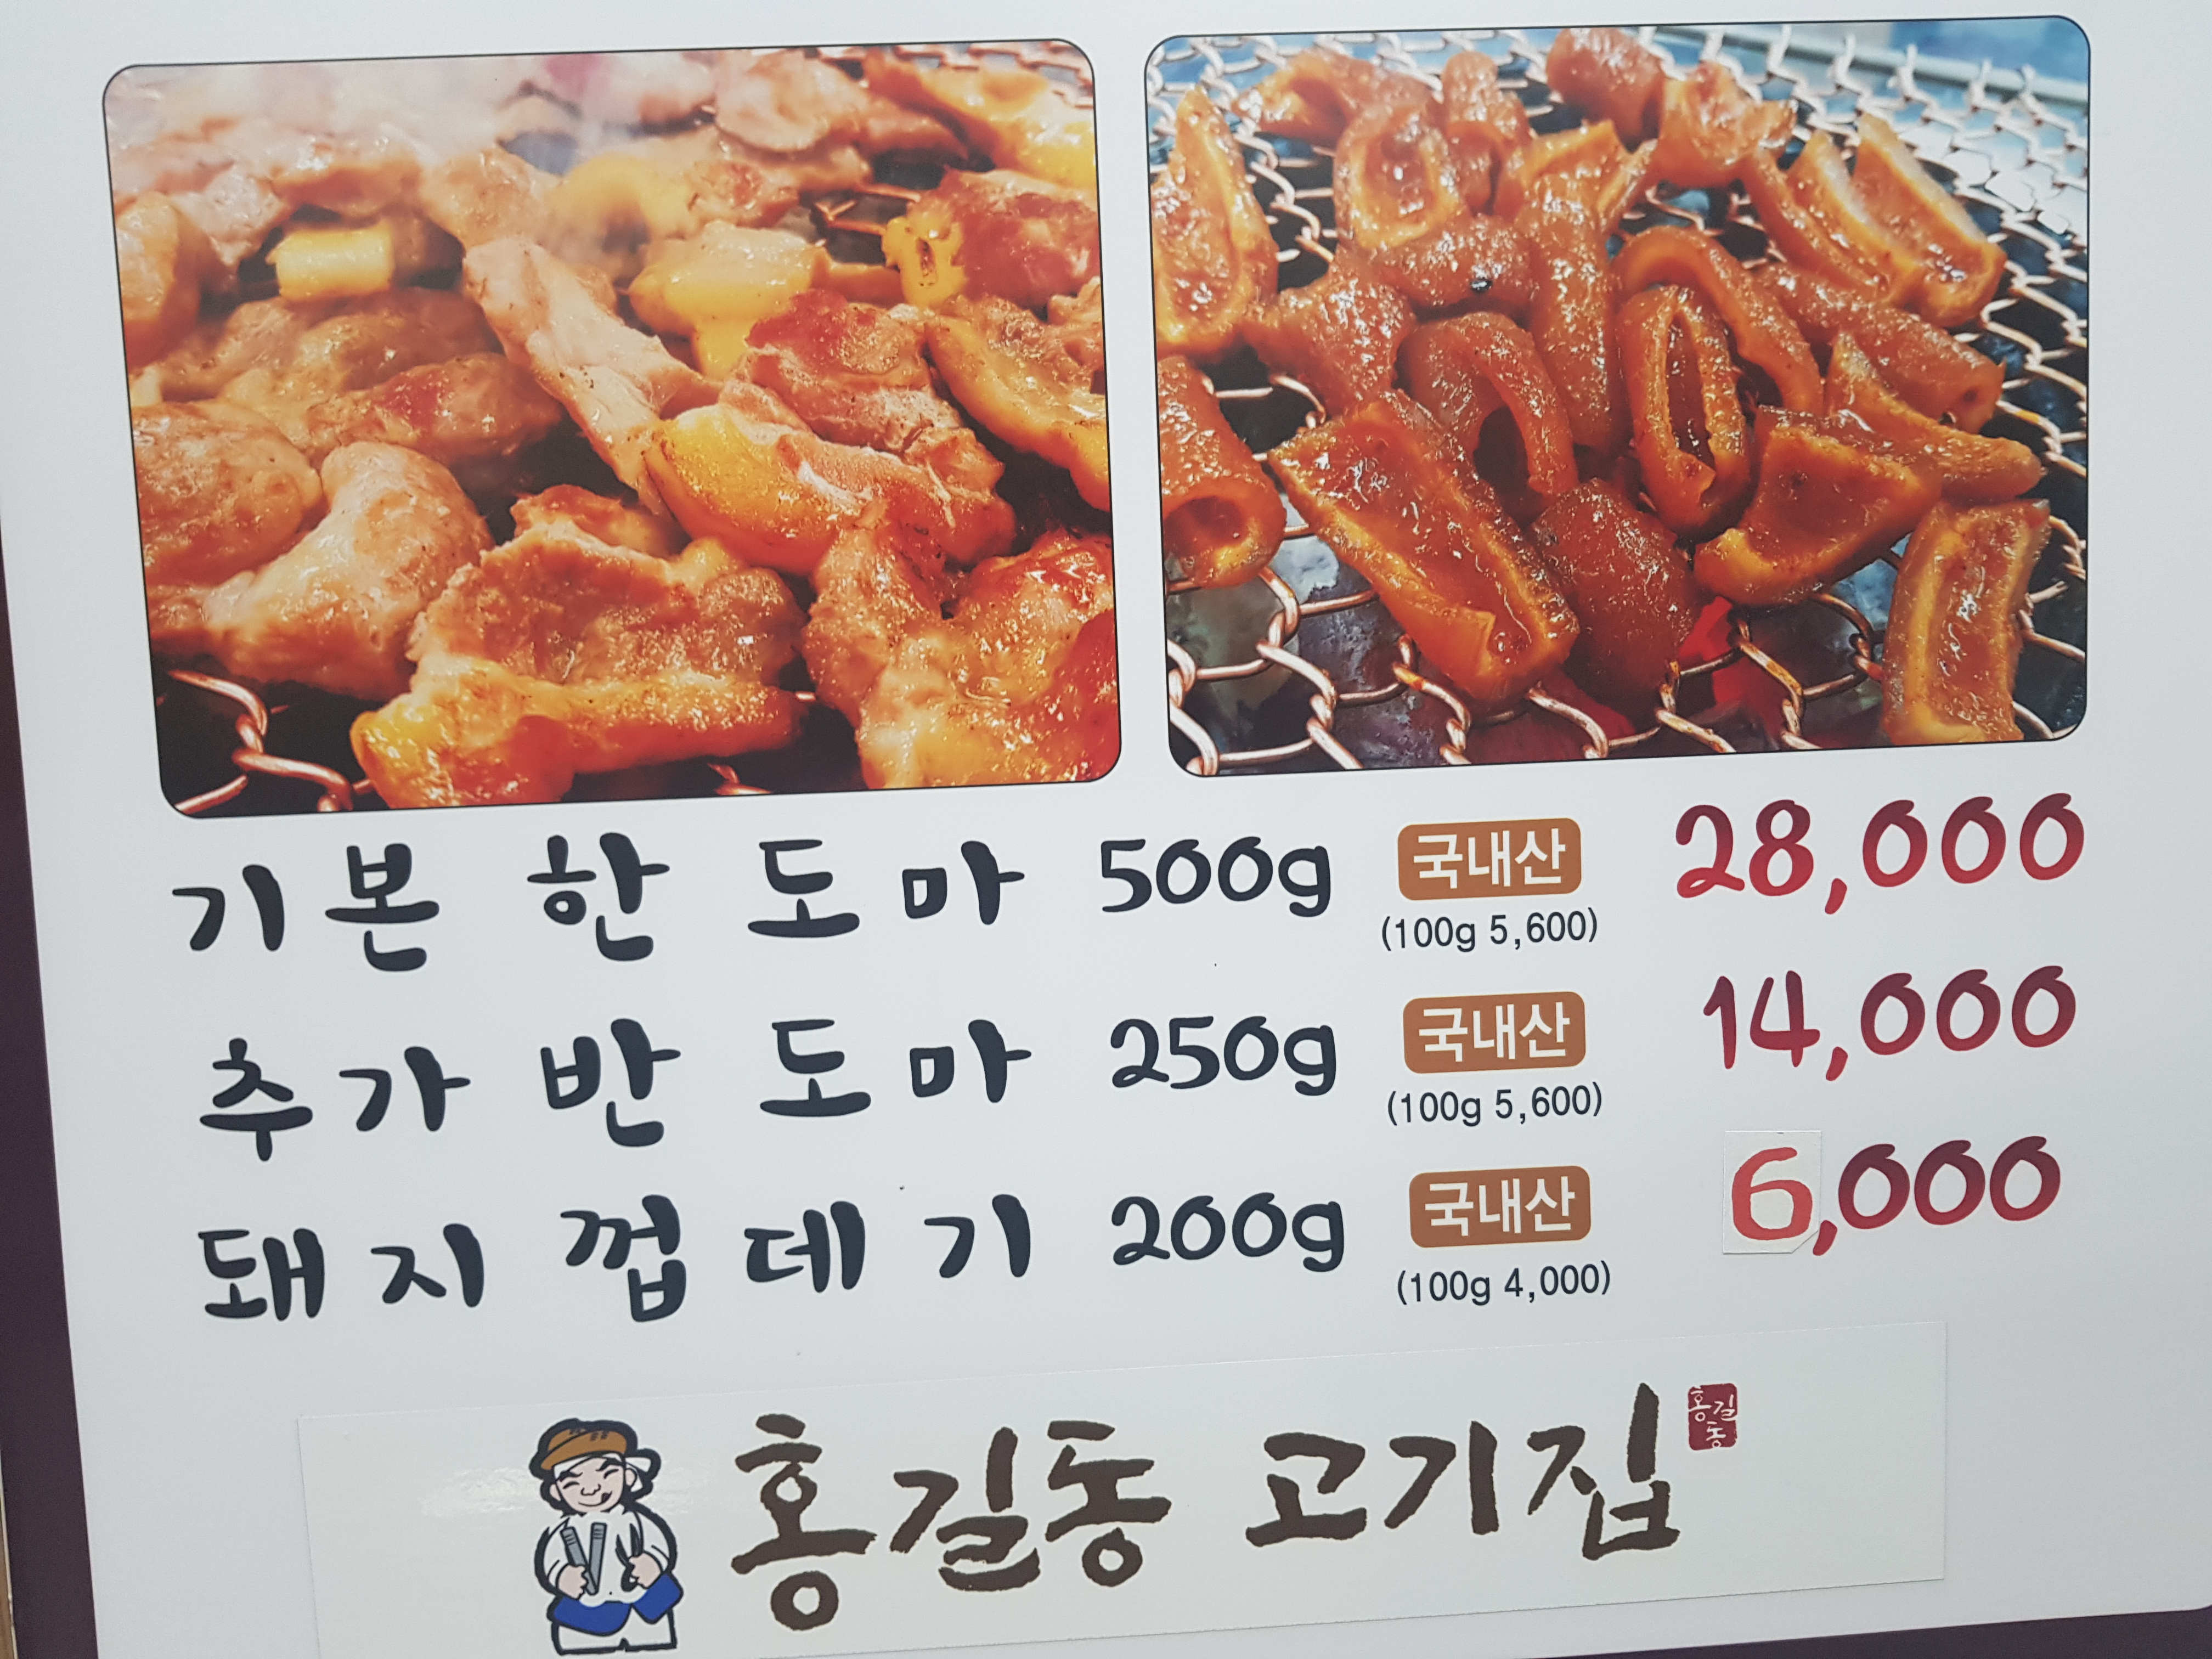 기본 한 도마 500g 국내산 28,000
(100g 5,600)
추가 반 도마 250g 국내산 14,000
(100g 5,600)
돼지 껍데기 200g 국내산 6,000
(100g 4,000)
홍길동 고기집 홍길동